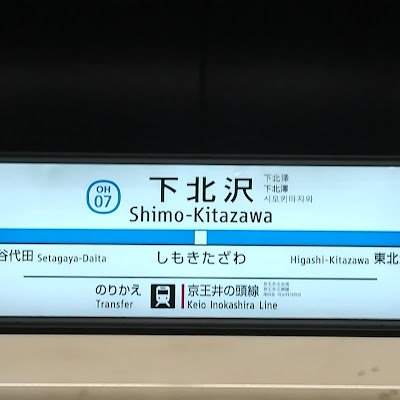 OH
07
下北沢
下北泽
下北澤
시모키타자와
Shimo-Kitazawa
谷代田 Setagaya-Daita しもきたざわ Higashi-Kitazawa 東北
のりかえ 京王井の頭線
Transfer Keio Inokashira Line